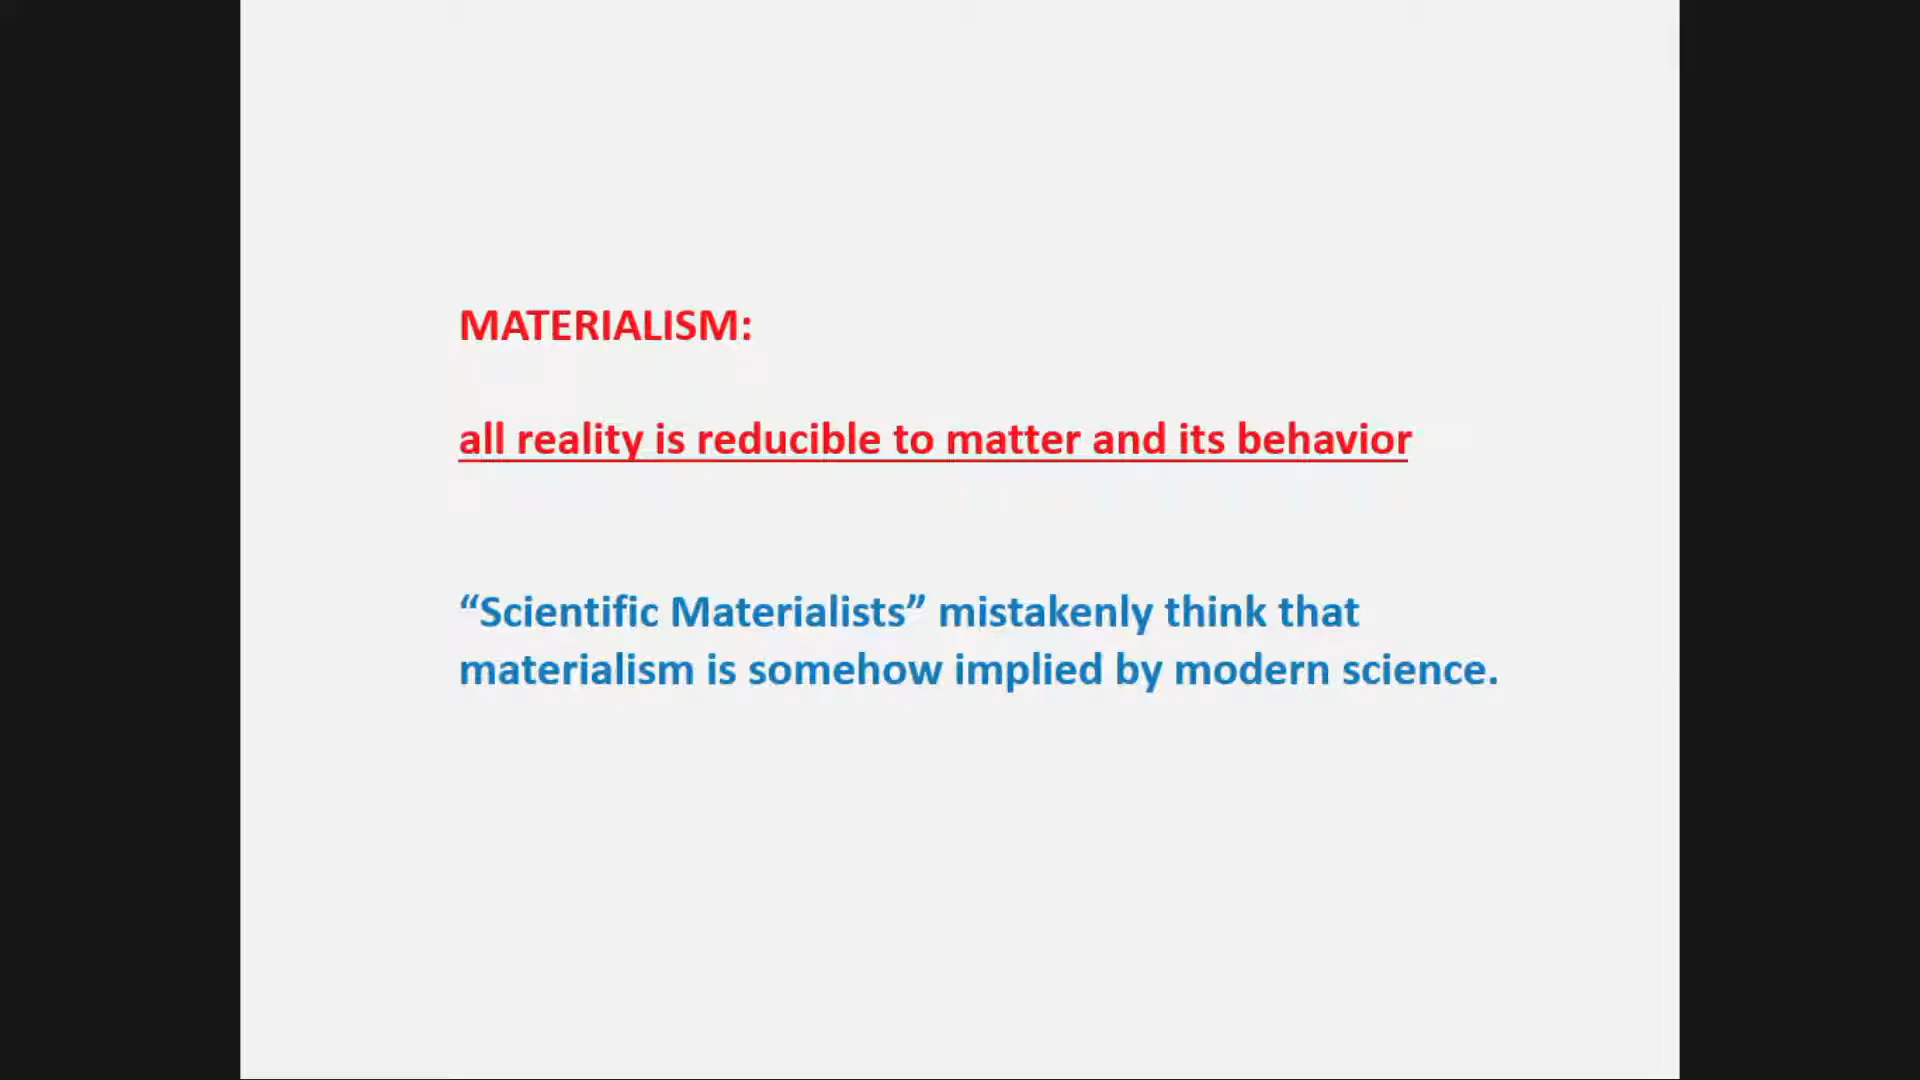 MATERIALISM:
all reality is reducible to matter and its behavior
“Scientific Materialists” mistakenly think that
materialism is somehow implied by modern science.